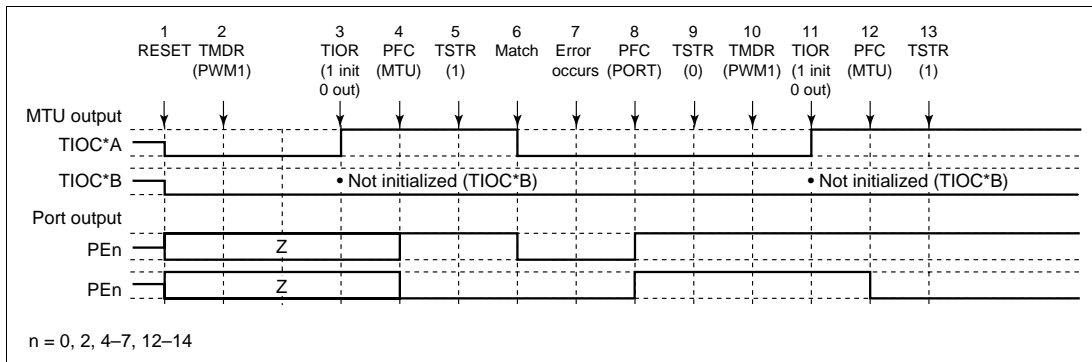 1 2 3 4 5 6 7 8 9 10 11 12 13
RESET TMDR TIOR PFC TSTR Match Error PFC TSTR TMDR TIOR PFC TSTR
(PWM1) (1 init (MTU) (1) occurs (PORT) (0) (PWM1) (1 init (MTU) (1)
0 out) 0 out)
MTU output
TIOC*A
TIOC*B • Not initialized (TIOC*B) • Not initialized (TIOC*B)
Port output
PEn Z
PEn Z
n = 0, 2, 4–7, 12–14